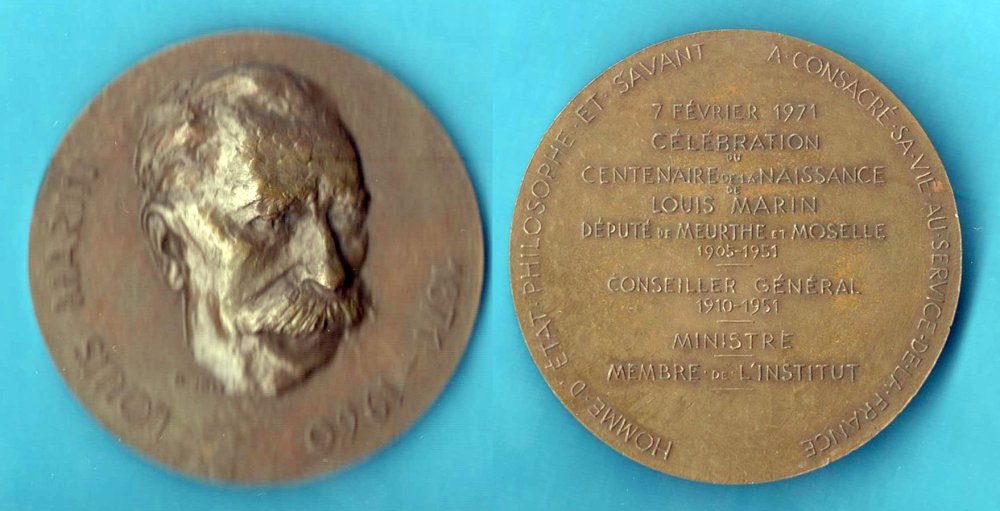 LOUIS MARIN
1871-1960
HOMME·D'ETAT·PHILOSOPHE·ET·SAVANT
A·CONSACRÉ·SA·VIE·AU·SERVICE·DE·LA·FRANCE
7 FÉVRIER 1971
CÉLÉBRATION
DU
CENTENAIRE DE LA NAISSANCE
DE
LOUIS MARIN
DÉPUTÉ DE MEURTHE ET MOSELLE
1905-1951
CONSEILLER GÉNÉRAL
1910-1951
MINISTRE
MEMBRE·DE·L'INSTITUT